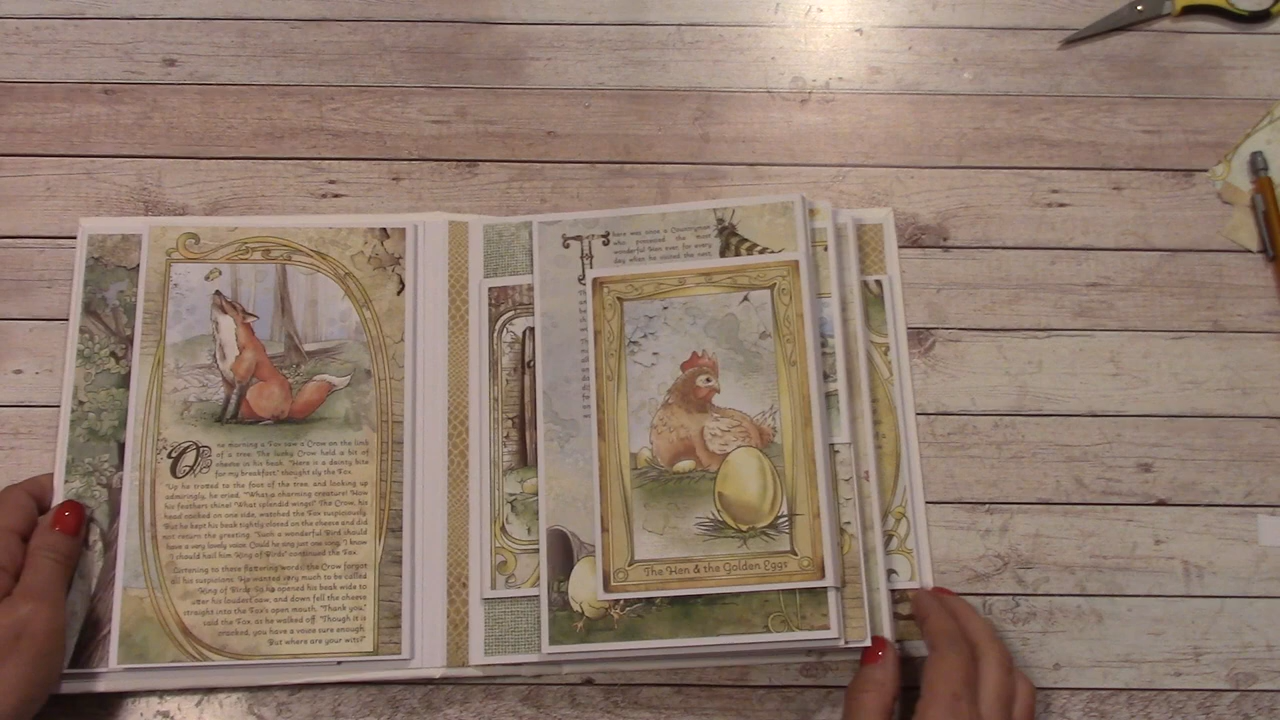 One morning a Fox saw a Crow on the limb
of a tree. The lucky Crow held a bit of
cheese in his beak. "Here is a dainty bite
for my breakfast," thought sly the Fox.
Up he trotted to the foot of the tree, and looking up
admiringly, he cried, "What a charming creature! How
his feathers shine! What splendid wings!" The Crow, his
head cocked on one side, watched the Fox suspiciously.
But he kept his beak tightly closed on the cheese and did
not return the greeting. "Such a wonderful Bird should
have a very lovely voice. Could he sing just one song, I know
I should hail him King of Birds" continued the Fox.
Listening to these flattering words, the Crow forgot
all his suspicions. He wanted very much to be called
King of Birds. So he opened his beak wide to
utter his loudest caw, and down fell the cheese
straight into the Fox's open mouth. "Thank you,"
said the Fox, as he walked off. "Though it is
cracked, you have a voice sure enough.
But where are your wits?"
There was once a Countryman
who possessed the most
wonderful Hen ever, for every
day when he visited the nest,
The Hen & the Golden Eggs